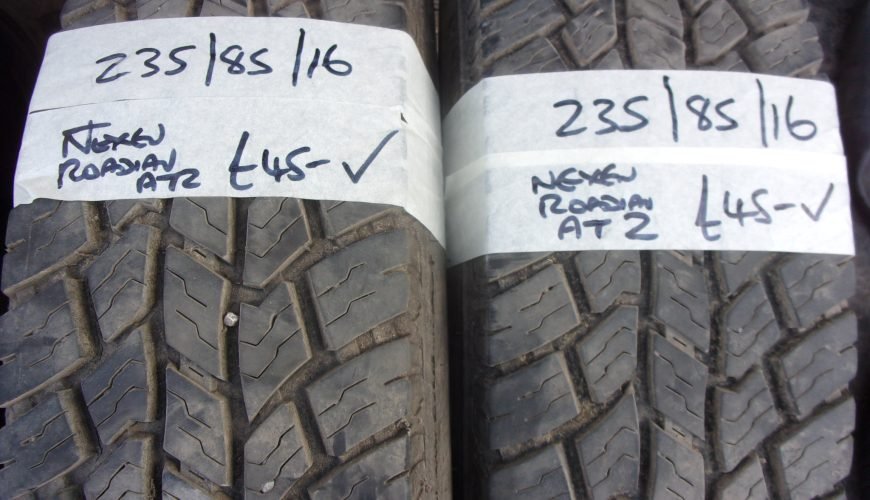 235/85/16
NEXEN
ROADIAN
AT2
£45-✓
235/85/16
NEXEN
ROADIAN
AT2
£45-✓